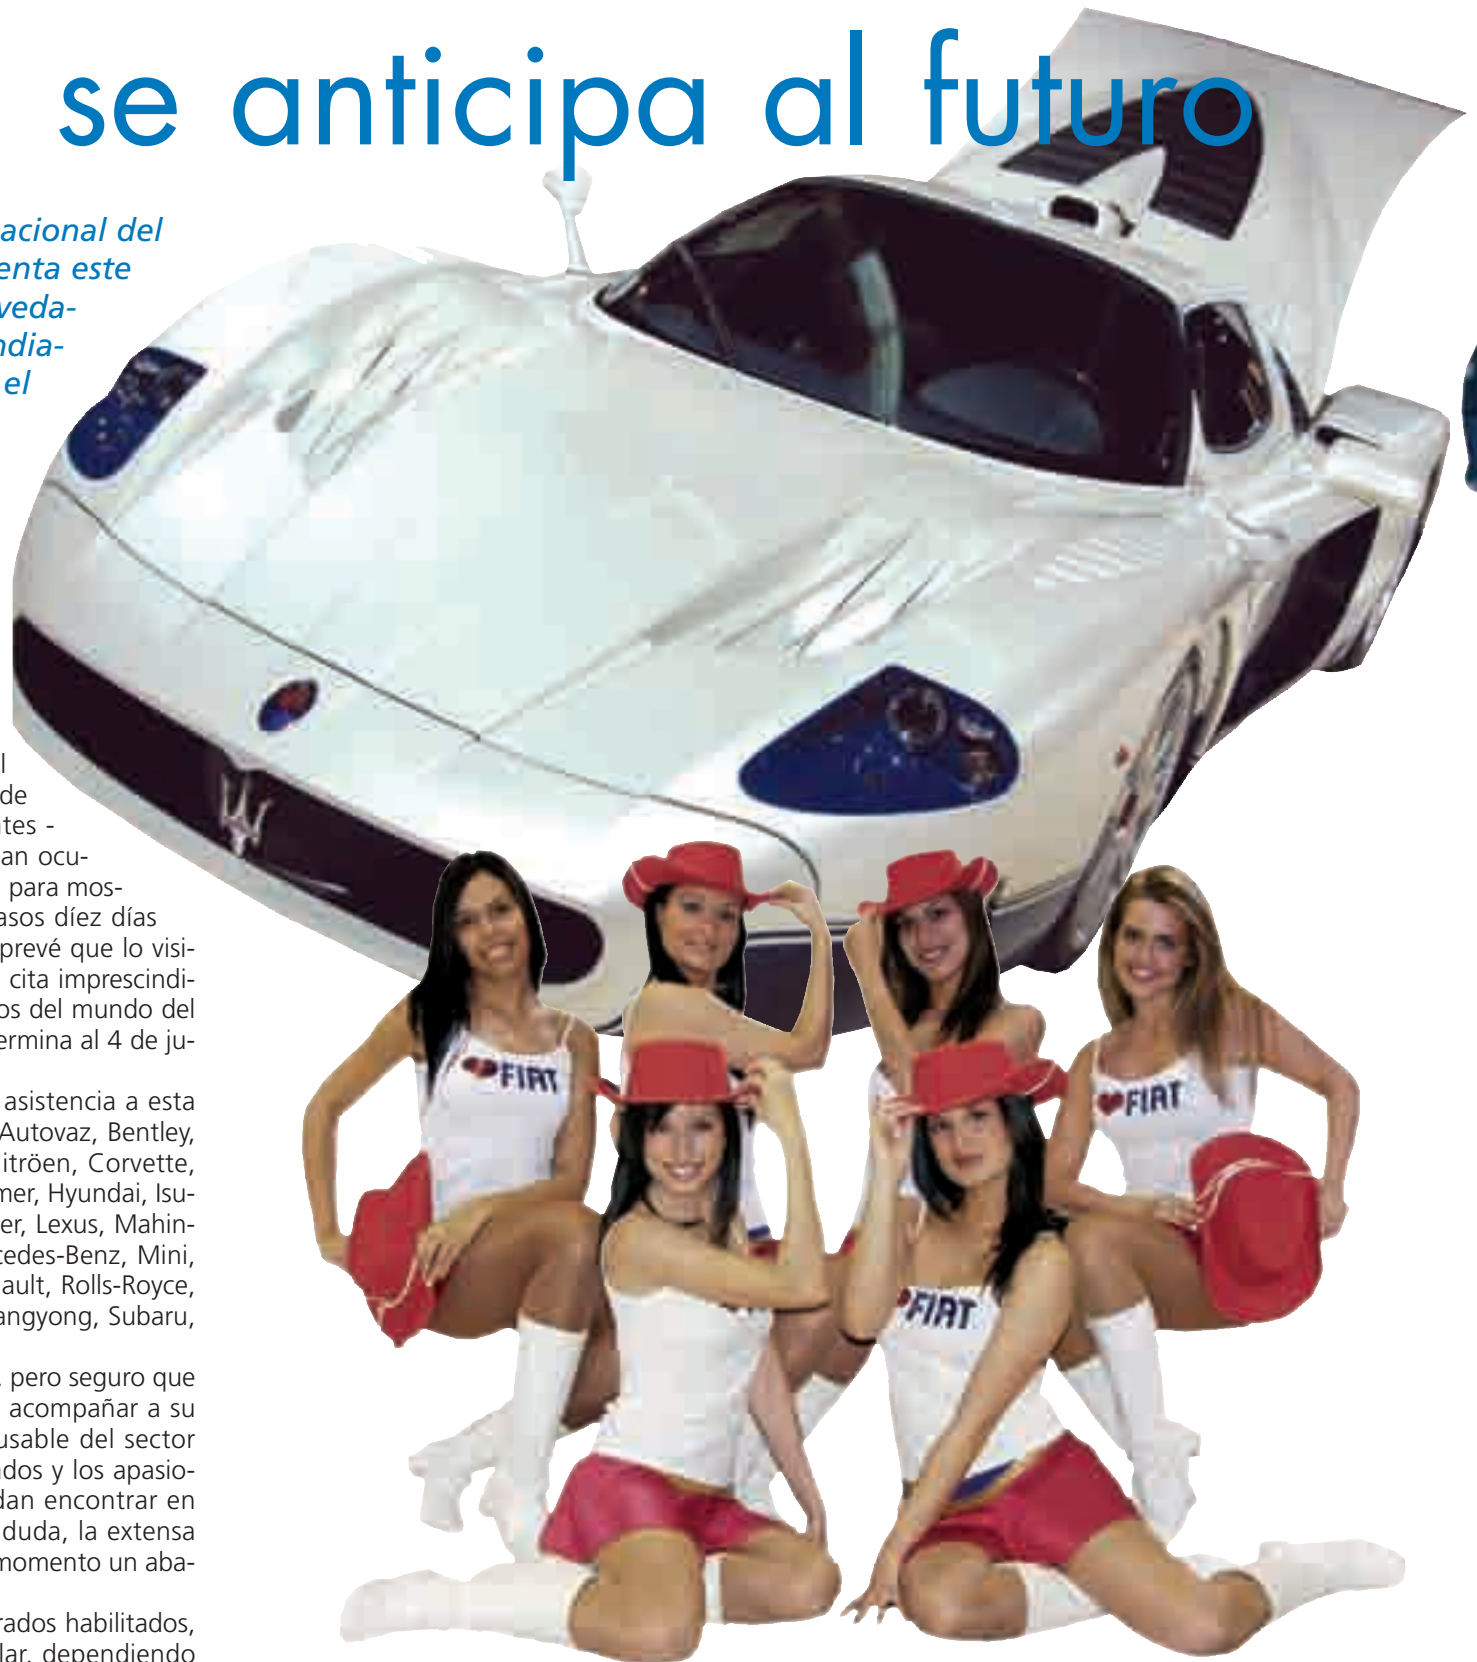 se anticipa al futuro
acional del
enta este
veda-
ndia-
el
l
de
tes -
an ocu-
para mos-
asos díez días
prevé que lo visi-
cita imprescindi-
os del mundo del
ermina al 4 de ju-
asistencia a esta
Autovaz, Bentley,
itröen, Corvette,
mer, Hyundai, Isu-
er, Lexus, Mahin-
cedes-Benz, Mini,
ault, Rolls-Royce,
angyong, Subaru,
, pero seguro que
acompañar a su
usable del sector
ados y los apasio-
dan encontrar en
duda, la extensa
momento un aba-
rados habilitados,
lar, dependiendo
FIAT
FIAT
FIAT